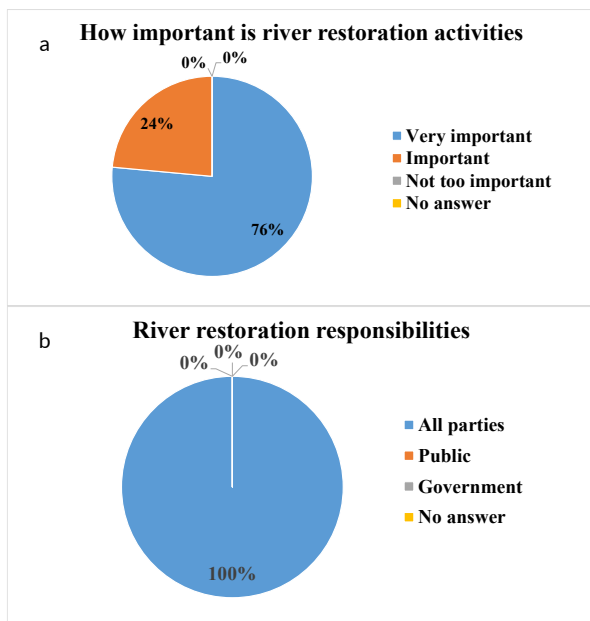 a
How important is river restoration activities
0%
0%
24%
76%
Very important
Important
Not too important
No answer
b
River restoration responsibilities
0%
0%
0%
100%
All parties
Public
Government
No answer